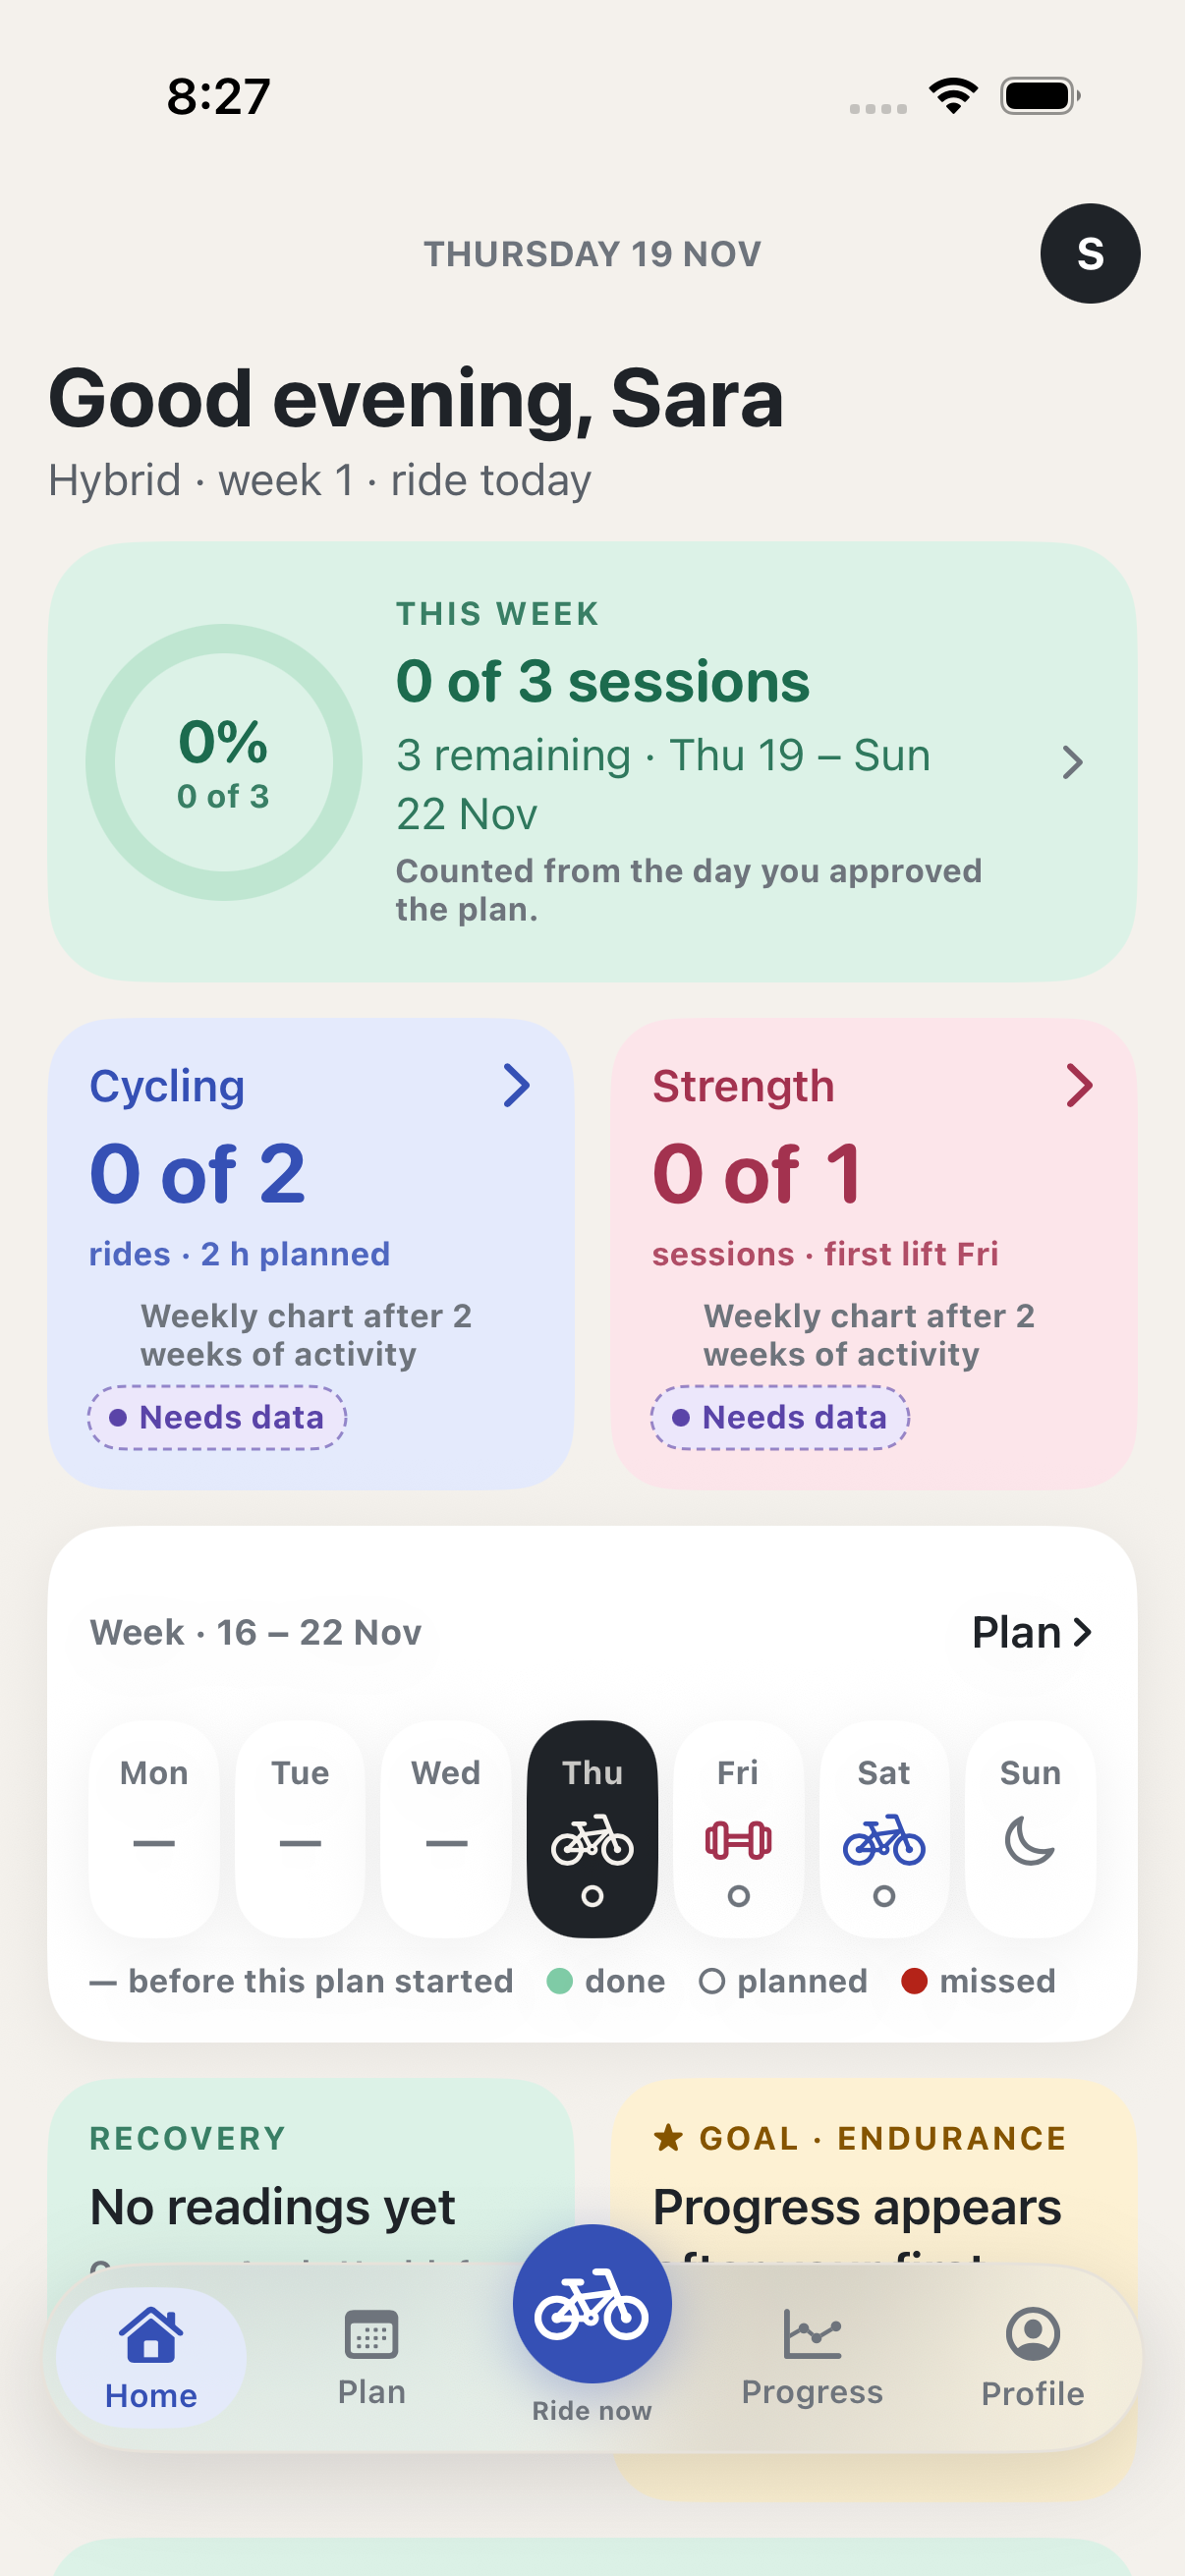 8:27
THURSDAY 19 NOV
S
Good evening, Sara
Hybrid · week 1 · ride today
THIS WEEK
0 of 3 sessions
0%
0 of 3
3 remaining · Thu 19 – Sun
22 Nov
Counted from the day you approved
the plan.
Cycling
0 of 2
rides · 2 h planned
Weekly chart after 2
weeks of activity
Needs data
Strength
0 of 1
sessions · first lift Fri
Weekly chart after 2
weeks of activity
Needs data
Week · 16 – 22 Nov
Plan
Mon
Tue
Wed
Thu
Fri
Sat
Sun
— before this plan started
done
planned
missed
RECOVERY
No readings yet
GOAL · ENDURANCE
Progress appears
Home
Plan
Ride now
Progress
Profile